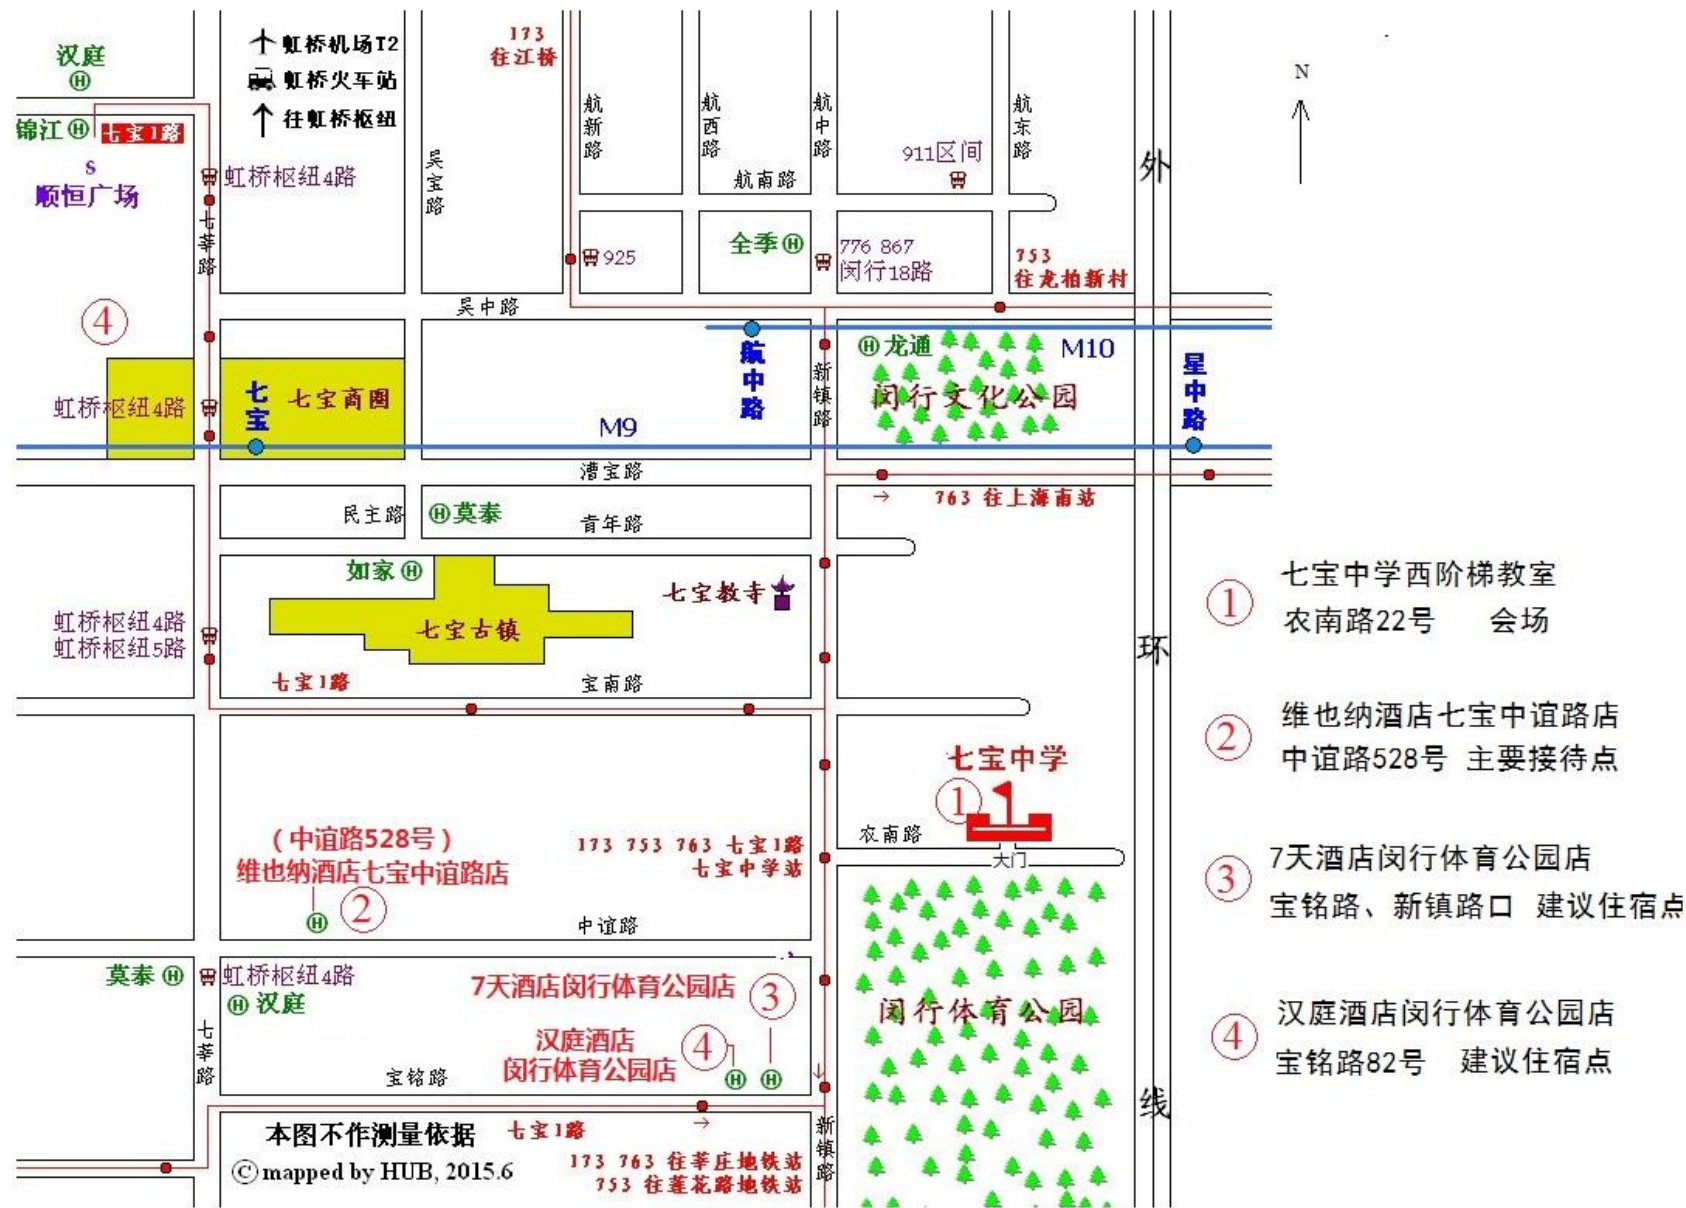 汉庭
H
锦江 H
七宝1路
S
顺恒广场
虹桥机场T2
虹桥火车站
往虹桥枢纽
虹桥枢纽4路
七莘路
吴宝路
173
往江桥
航新路
航西路
航中路
航东路
911区间
航南路
925
全季 H
776 867
闵行18路
753
往龙柏新村
外
N
吴中路
4
虹桥枢纽4路
七宝
七宝商圈
M9
航中路
新镇路
H 龙通
M10
闵行文化公园
星中路
漕宝路
763 往上海南站
民主路
H 莫泰
青年路
如家 H
七宝教寺
七宝古镇
虹桥枢纽4路
虹桥枢纽5路
七宝1路
宝南路
环
七宝中学
1
农南路
大门
(中谊路528号)
维也纳酒店七宝中谊路店
H
2
173 753 763 七宝1路
七宝中学站
中谊路
莫泰 H
虹桥枢纽4路
H 汉庭
七莘路
7天酒店闵行体育公园店
3
汉庭酒店
闵行体育公园店
4
H H
宝铭路
闵行体育公园
线
本图不作测量依据
©mapped by HUB, 2015.6
七宝1路
173 763 往莘庄地铁站
753 往莲花路地铁站
新镇路
1
七宝中学西阶梯教室
农南路22号 会场
2
维也纳酒店七宝中谊路店
中谊路528号 主要接待点
3
7天酒店闵行体育公园店
宝铭路、新镇路口 建议住宿点
4
汉庭酒店闵行体育公园店
宝铭路82号 建议住宿点